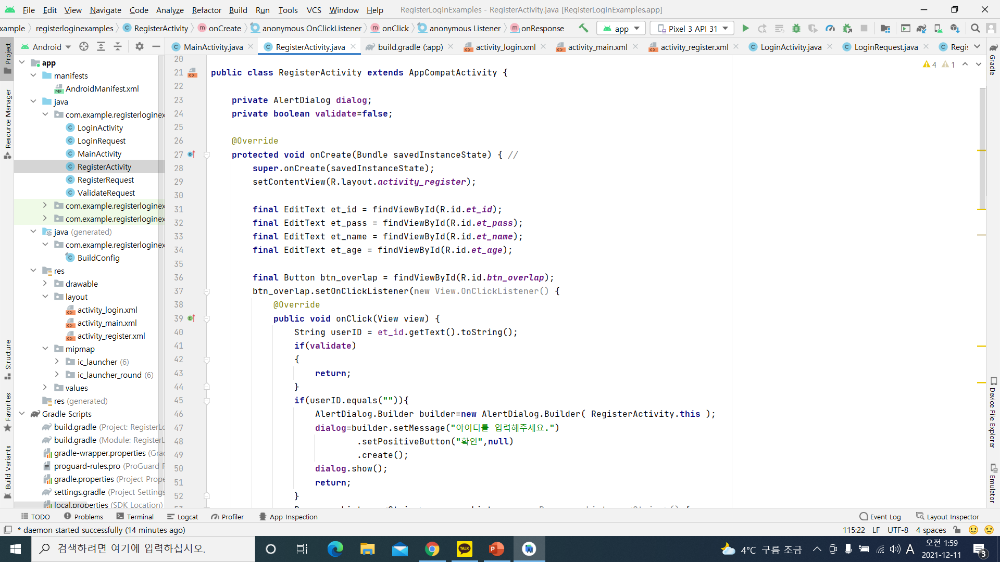 File Edit View Navigate Code Analyze Refactor Build Run Tools VCS Window Help RegisterLoginExamples - RegisterActivity.java [RegisterLoginExamples.app]
xample registerloginexamples RegisterActivity onCreate anonymous OnClickListener onClick anonymous Listener onResponse app Pixel 3 API 31
Android MainActivity.java RegisterActivity.java build.gradle (:app) activity_login.xml activity_main.xml activity_register.xml LoginActivity.java LoginRequest.java Regis
Project
Resource Manager
Structure
Favorites
Build Variants
app
manifests
AndroidManifest.xml
java
com.example.registerloginex
LoginActivity
LoginRequest
MainActivity
RegisterActivity
RegisterRequest
ValidateRequest
com.example.registerloginex
com.example.registerloginex
java (generated)
com.example.registerloginex
BuildConfig
res
drawable
layout
activity_login.xml
activity_main.xml
activity_register.xml
mipmap
ic_launcher (6)
ic_launcher_round (6)
values
res (generated)
Gradle Scripts
build.gradle (Project: RegisterLo
build.gradle (Module: RegisterL
gradle-wrapper.properties (Grad
proguard-rules.pro (ProGuard R
gradle.properties (Project Prope
settings.gradle (Project Settings
local.properties (SDK Location)
20
21 public class RegisterActivity extends AppCompatActivity {
22
23 private AlertDialog dialog;
24 private boolean validate=false;
25
26 @Override
27 protected void onCreate(Bundle savedInstanceState) { //
28 super.onCreate(savedInstanceState);
29 setContentView(R.layout.activity_register);
30
31 final EditText et_id = findViewById(R.id.et_id);
32 final EditText et_pass = findViewById(R.id.et_pass);
33 final EditText et_name = findViewById(R.id.et_name);
34 final EditText et_age = findViewById(R.id.et_age);
35
36 final Button btn_overlap = findViewById(R.id.btn_overlap);
37 btn_overlap.setOnClickListener(new View.OnClickListener() {
38 @Override
39 public void onClick(View view) {
40 String userID = et_id.getText().toString();
41 if(validate)
42 {
43 return;
44 }
45 if(userID.equals("")){
46 AlertDialog.Builder builder=new AlertDialog.Builder( RegisterActivity.this );
47 dialog=builder.setMessage("아이디를 입력해주세요.")
48 .setPositiveButton("확인",null)
49 .create();
50 dialog.show();
51 return;
52 }
4 1
Gradle
Device File Explorer
Emulator
TODO Problems Terminal Logcat Profiler App Inspection Event Log Layout Inspector
* daemon started successfully (14 minutes ago) 115:22 LF UTF-8 4 spaces
검색하려면 여기에 입력하십시오. TALK 4°C 구름 조금 A 오전 1:59
2021-12-11 3